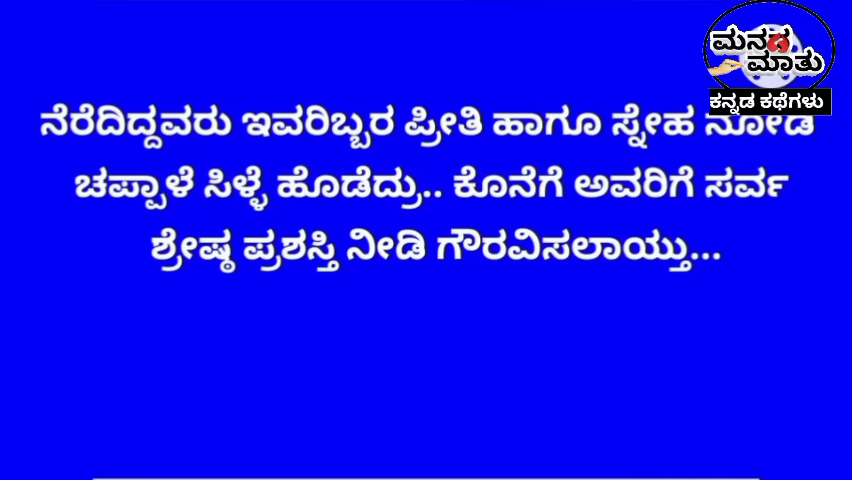 ಮನದ
ಮಾತು
ಕನ್ನಡ ಕಥೆಗಳು
ನೆರೆದಿದ್ದವರು ಇವರಿಬ್ಬರ ಪ್ರೀತಿ ಹಾಗೂ ಸ್ನೇಹ ನೋಡಿ
ಚಪ್ಪಾಳೆ ಸಿಳ್ಳೆ ಹೊಡೆದ್ರು.. ಕೊನೆಗೆ ಅವರಿಗೆ ಸರ್ವ
ಶ್ರೇಷ್ಠ ಪ್ರಶಸ್ತಿ ನೀಡಿ ಗೌರವಿಸಲಾಯ್ತು...